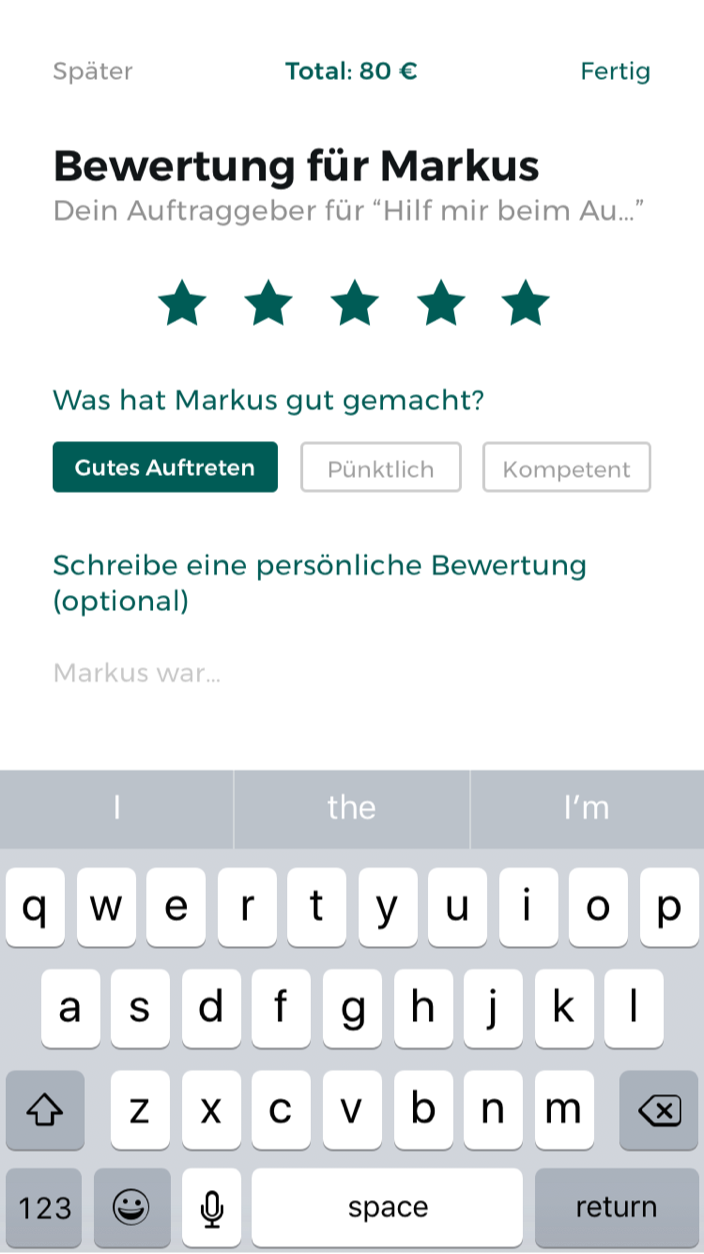 Später Total: 80 € Fertig
Bewertung für Markus
Dein Auftraggeber für “Hilf mir beim Au...”
Was hat Markus gut gemacht?
Gutes Auftreten Pünktlich Kompetent
Schreibe eine persönliche Bewertung
(optional)
Markus war...
I the I’m
q w e r t y u i o p
a s d f g h j k l
z x c v b n m
123 space return